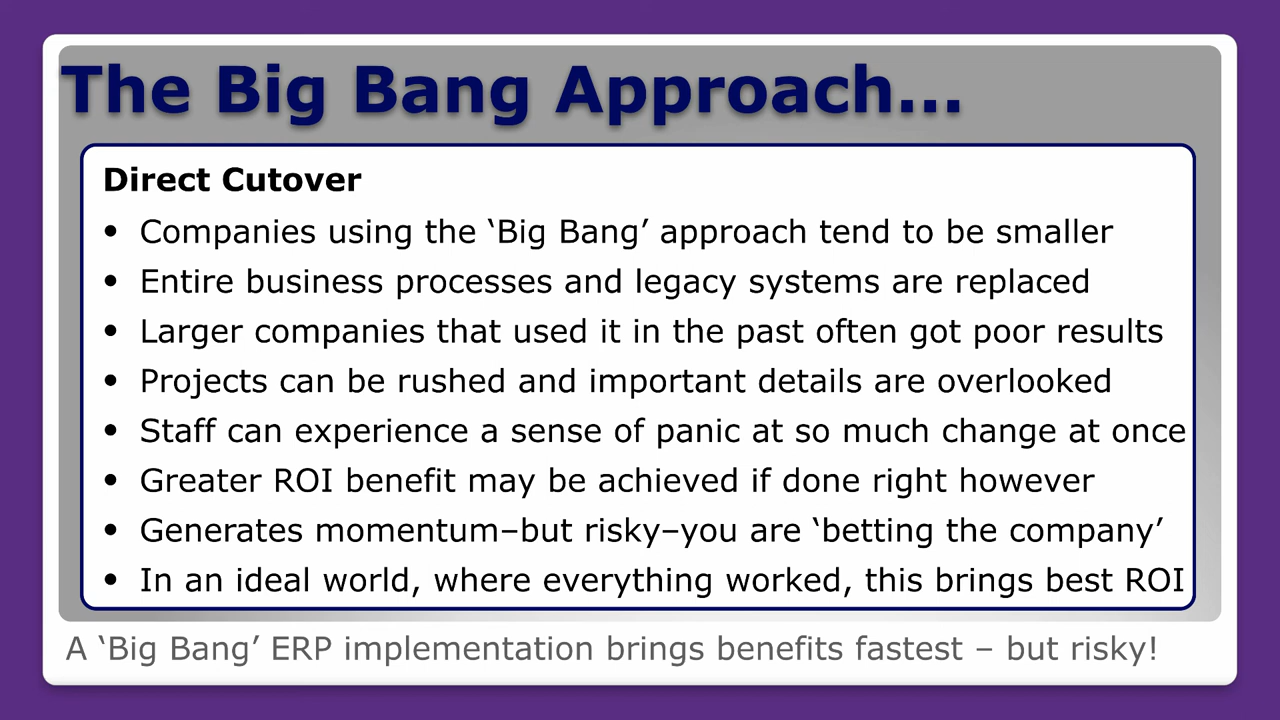 The Big Bang Approach...
Direct Cutover
• Companies using the ‘Big Bang’ approach tend to be smaller
• Entire business processes and legacy systems are replaced
• Larger companies that used it in the past often got poor results
• Projects can be rushed and important details are overlooked
• Staff can experience a sense of panic at so much change at once
• Greater ROI benefit may be achieved if done right however
• Generates momentum–but risky–you are ‘betting the company’
• In an ideal world, where everything worked, this brings best ROI
A ‘Big Bang’ ERP implementation brings benefits fastest – but risky!